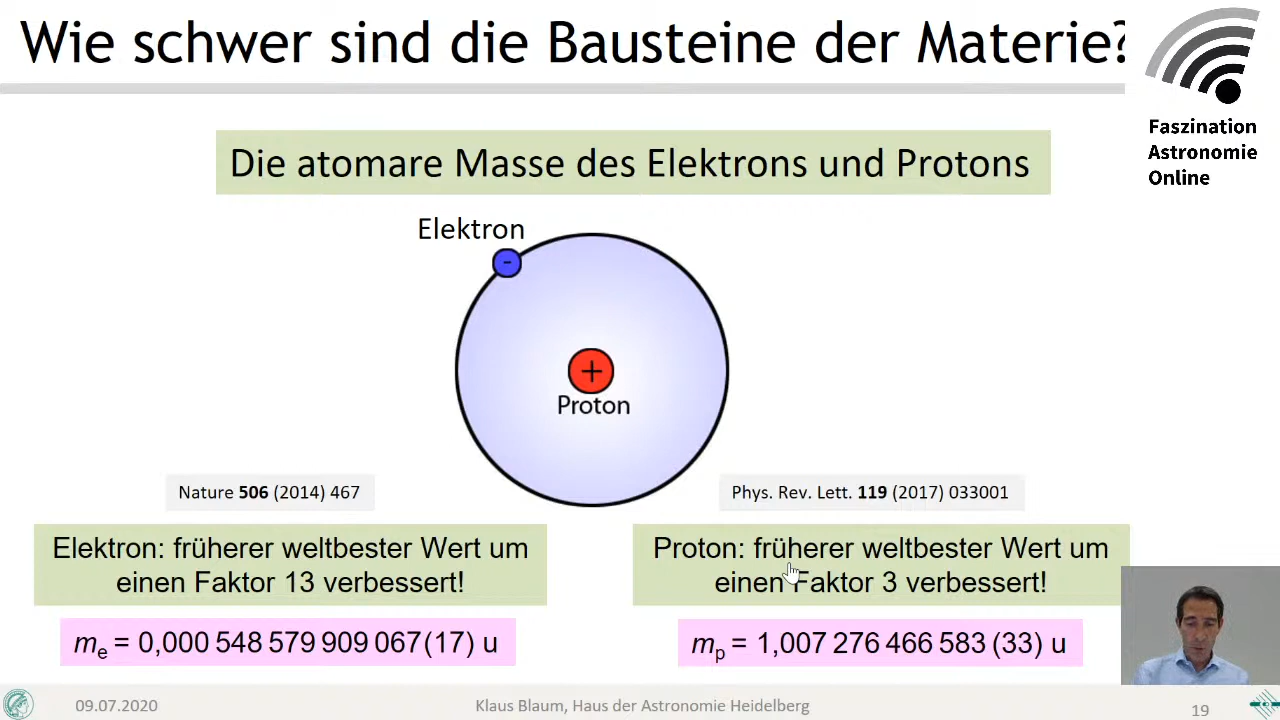 Wie schwer sind die Bausteine der Materie?
Faszination
Astronomie
Online
Die atomare Masse des Elektrons und Protons
Elektron
-
+
Proton
Nature 506 (2014) 467
Phys. Rev. Lett. 119 (2017) 033001
Elektron: früherer weltbester Wert um
einen Faktor 13 verbessert!
Proton: früherer weltbester Wert um
einen Faktor 3 verbessert!
me = 0,000 548 579 909 067(17) u
mp = 1,007 276 466 583 (33) u
09.07.2020
Klaus Blaum, Haus der Astronomie Heidelberg
19